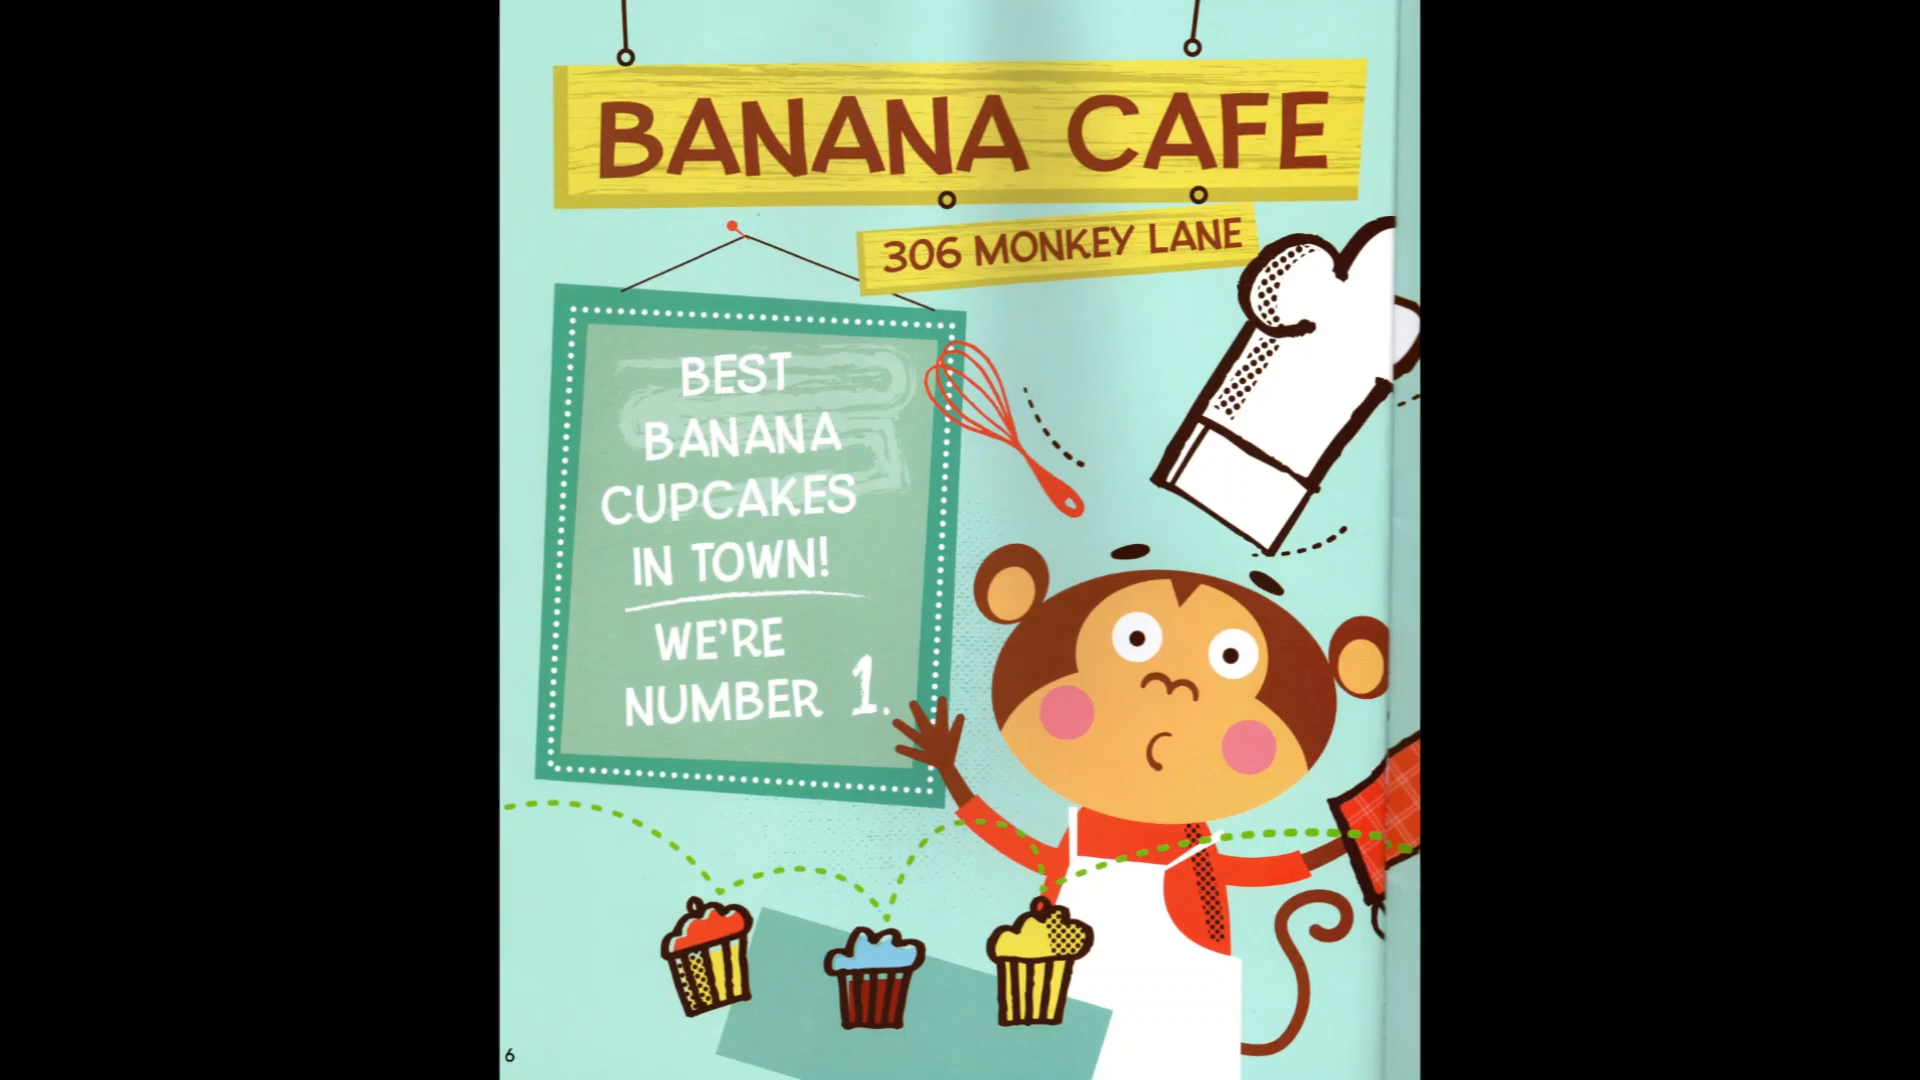 BANANA CAFE
306 MONKEY LANE
BEST
BANANA
CUPCAKES
IN TOWN!
WE'RE
NUMBER 1.
6